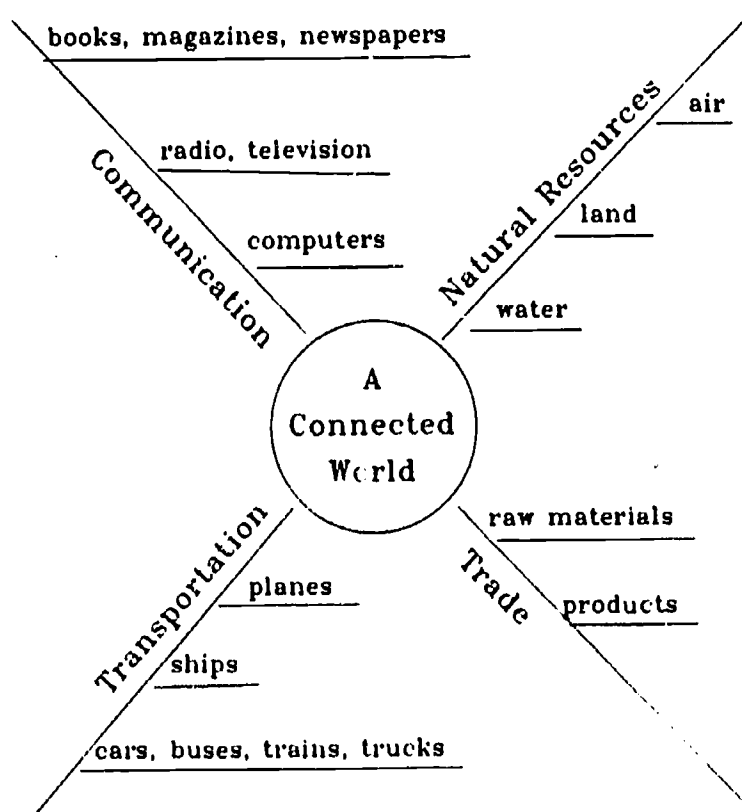 books, magazines, newspapers
radio, television
computers
Communication
air
land
water
Natural Resources
A
Connected
World
Transportation
planes
ships
cars, buses, trains, trucks
raw materials
products
Trade